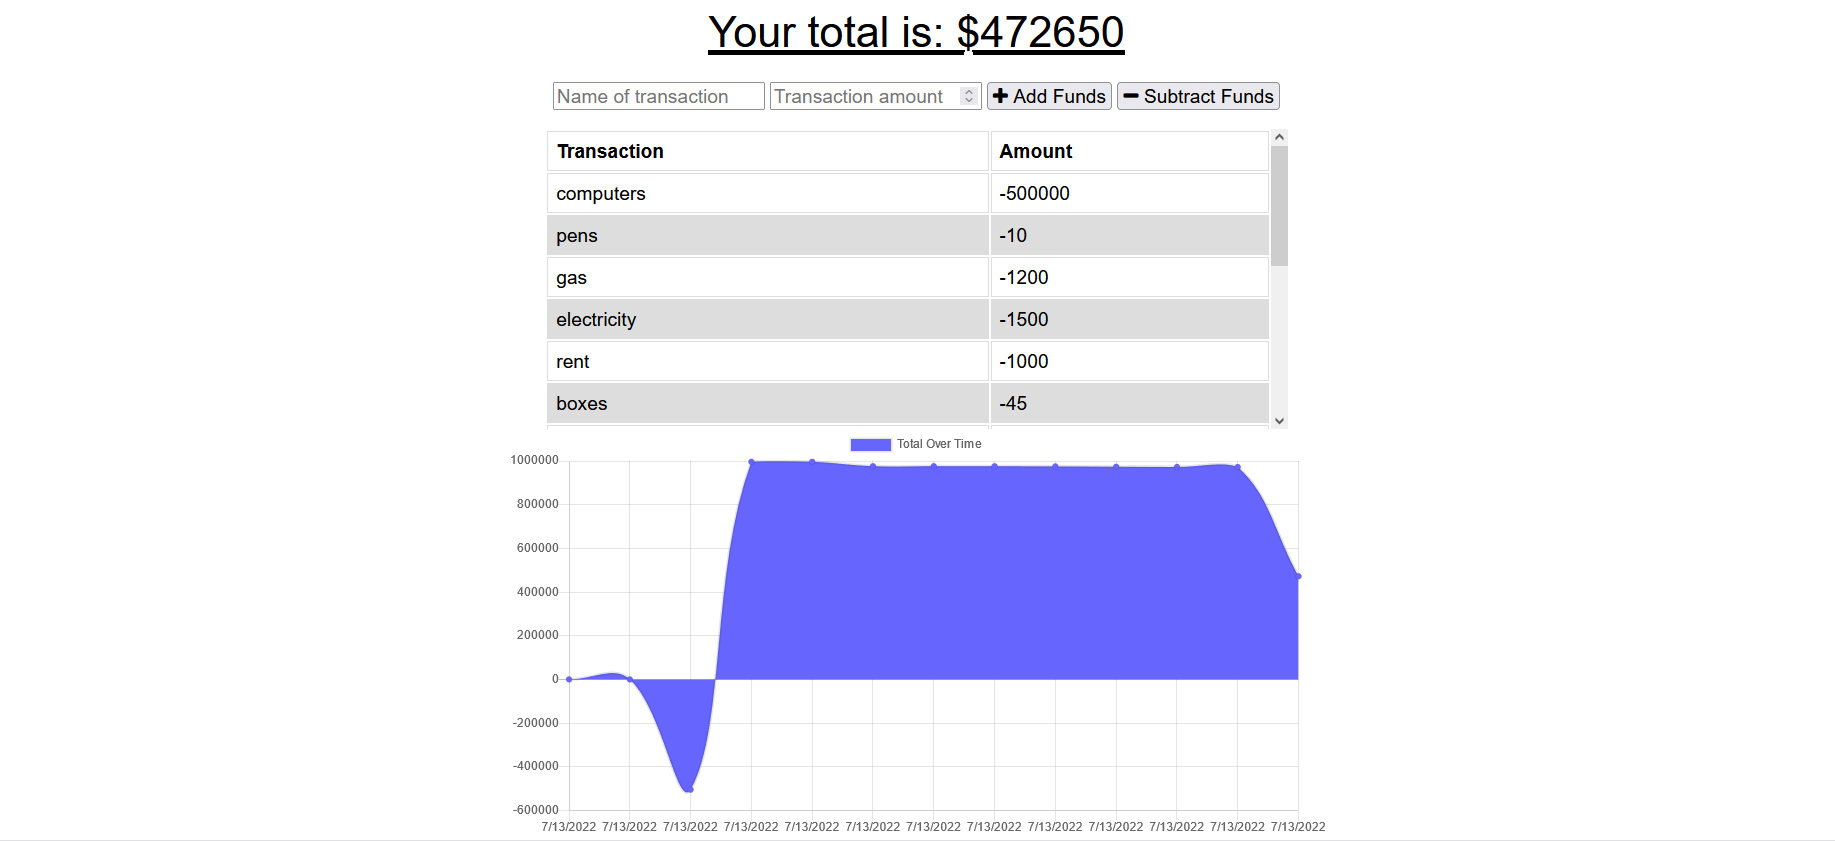 Your total is: $472650
Name of transaction Transaction amount Add Funds Subtract Funds
Transaction Amount
computers -500000
pens -10
gas -1200
electricity -1500
rent -1000
boxes -45
Total Over Time
1000000
800000
600000
400000
200000
0
-200000
-400000
-600000
7/13/2022 7/13/2022 7/13/2022 7/13/2022 7/13/2022 7/13/2022 7/13/2022 7/13/2022 7/13/2022 7/13/2022 7/13/2022 7/13/2022 7/13/2022